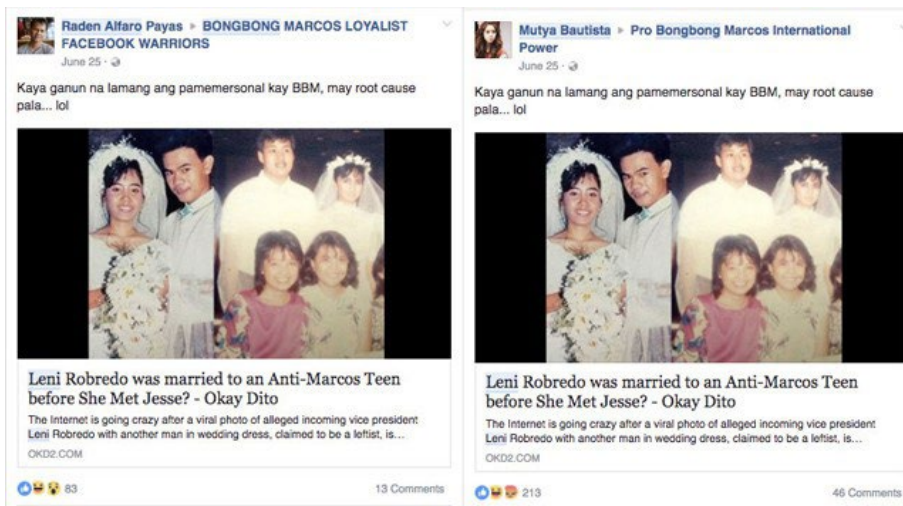 Raden Alfaro Payas ▸ BONGBONG MARCOS LOYALIST
FACEBOOK WARRIORS
June 25 ·
Kaya ganun na lamang ang pamemersonal kay BBM, may root cause
pala... lol
Leni Robredo was married to an Anti-Marcos Teen
before She Met Jesse? - Okay Dito
The Internet is going crazy after a viral photo of alleged incoming vice president
Leni Robredo with another man in wedding dress, claimed to be a leftist, is...
OKD2.COM
83
13 Comments
Mutya Bautista ▸ Pro Bongbong Marcos International
Power
June 25 ·
Kaya ganun na lamang ang pamemersonal kay BBM, may root cause
pala... lol
Leni Robredo was married to an Anti-Marcos Teen
before She Met Jesse? - Okay Dito
The Internet is going crazy after a viral photo of alleged incoming vice president
Leni Robredo with another man in wedding dress, claimed to be a leftist, is...
OKD2.COM
213
46 Comments